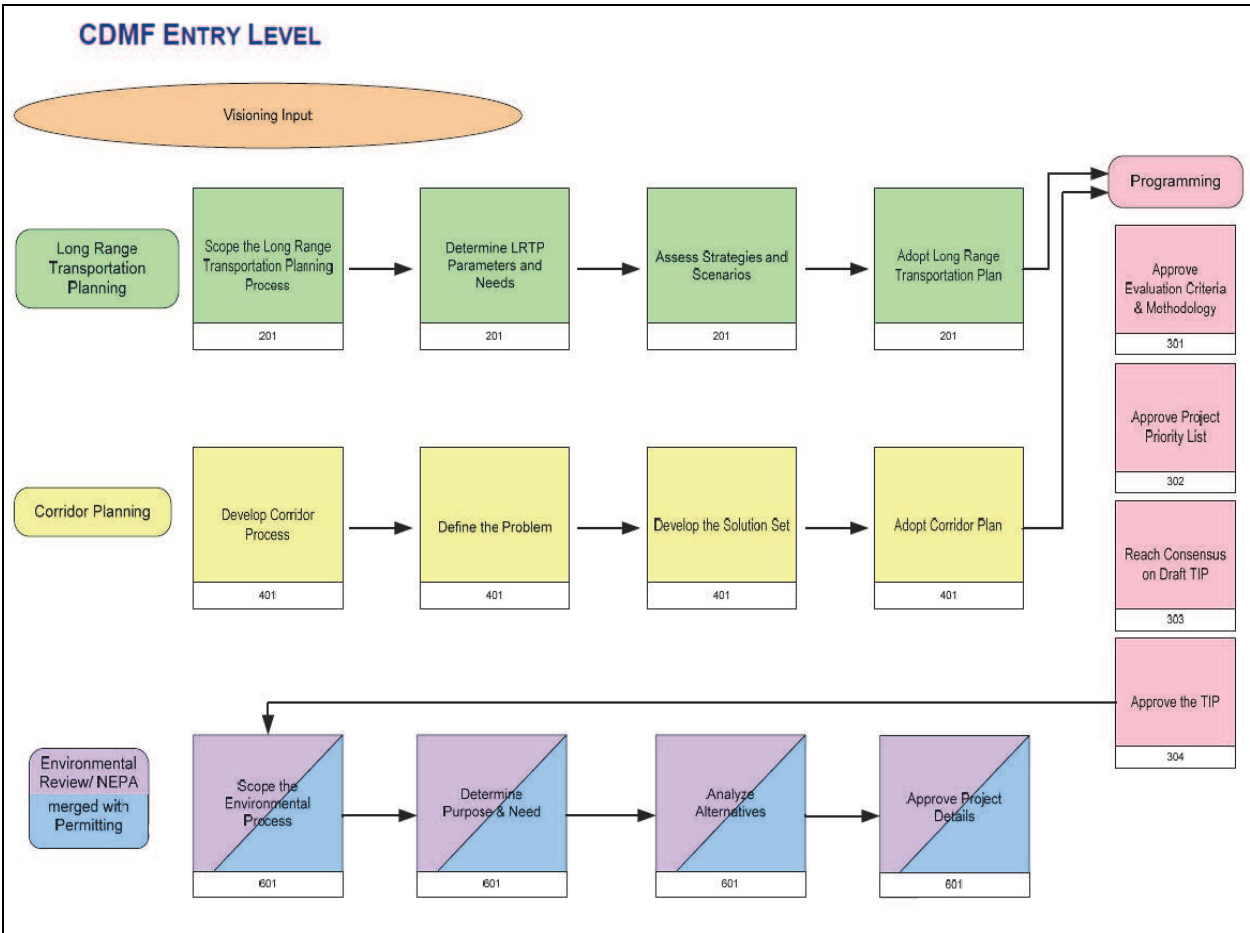 CDMF ENTRY LEVEL
Visioning Input
Programming
Long Range
Transportation
Planning
Scope the Long Range
Transportation Planning
Process
201
Determine LRTP
Parameters and
Needs
201
Assess Strategies and
Scenarios
201
Adopt Long Range
Transportation Plan
201
Approve
Evaluation Criteria
& Methodology
301
Approve Project
Priority List
302
Reach Consensus
on Draft TIP
303
Approve the TIP
304
Corridor Planning
Develop Corridor
Process
401
Define the Problem
401
Develop the Solution Set
401
Adopt Corridor Plan
401
Environmental
Review/ NEPA
merged with
Permitting
Scope the
Environmental
Process
601
Determine
Purpose & Need
601
Analyze
Alternatives
601
Approve Project
Details
601